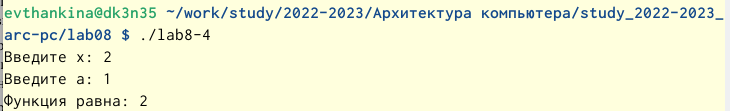 evthankina@dk3n35 ~/work/study/2022-2023/Архитектура компьютера/study_2022-2023_
arc-pc/lab08 $ ./lab8-4
Введите x: 2
Введите a: 1
Функция равна: 2